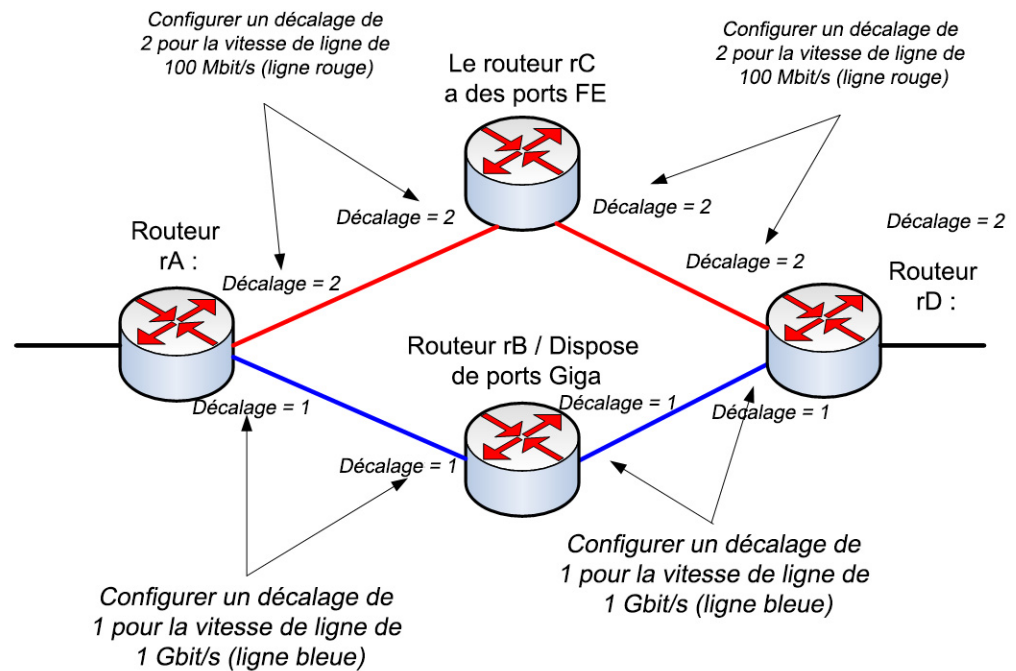 Configurer un décalage de
2 pour la vitesse de ligne de
100 Mbit/s (ligne rouge)
Le routeur rC
a des ports FE
Configurer un décalage de
2 pour la vitesse de ligne de
100 Mbit/s (ligne rouge)
Décalage = 2
Décalage = 2
Décalage = 2
Routeur
rA :
Décalage = 2
Décalage = 2
Routeur
rD :
Routeur rB / Dispose
de ports Giga
Décalage = 1
Décalage = 1
Décalage = 1
Décalage = 1
Configurer un décalage de
1 pour la vitesse de ligne de
1 Gbit/s (ligne bleue)
Configurer un décalage de
1 pour la vitesse de ligne de
1 Gbit/s (ligne bleue)